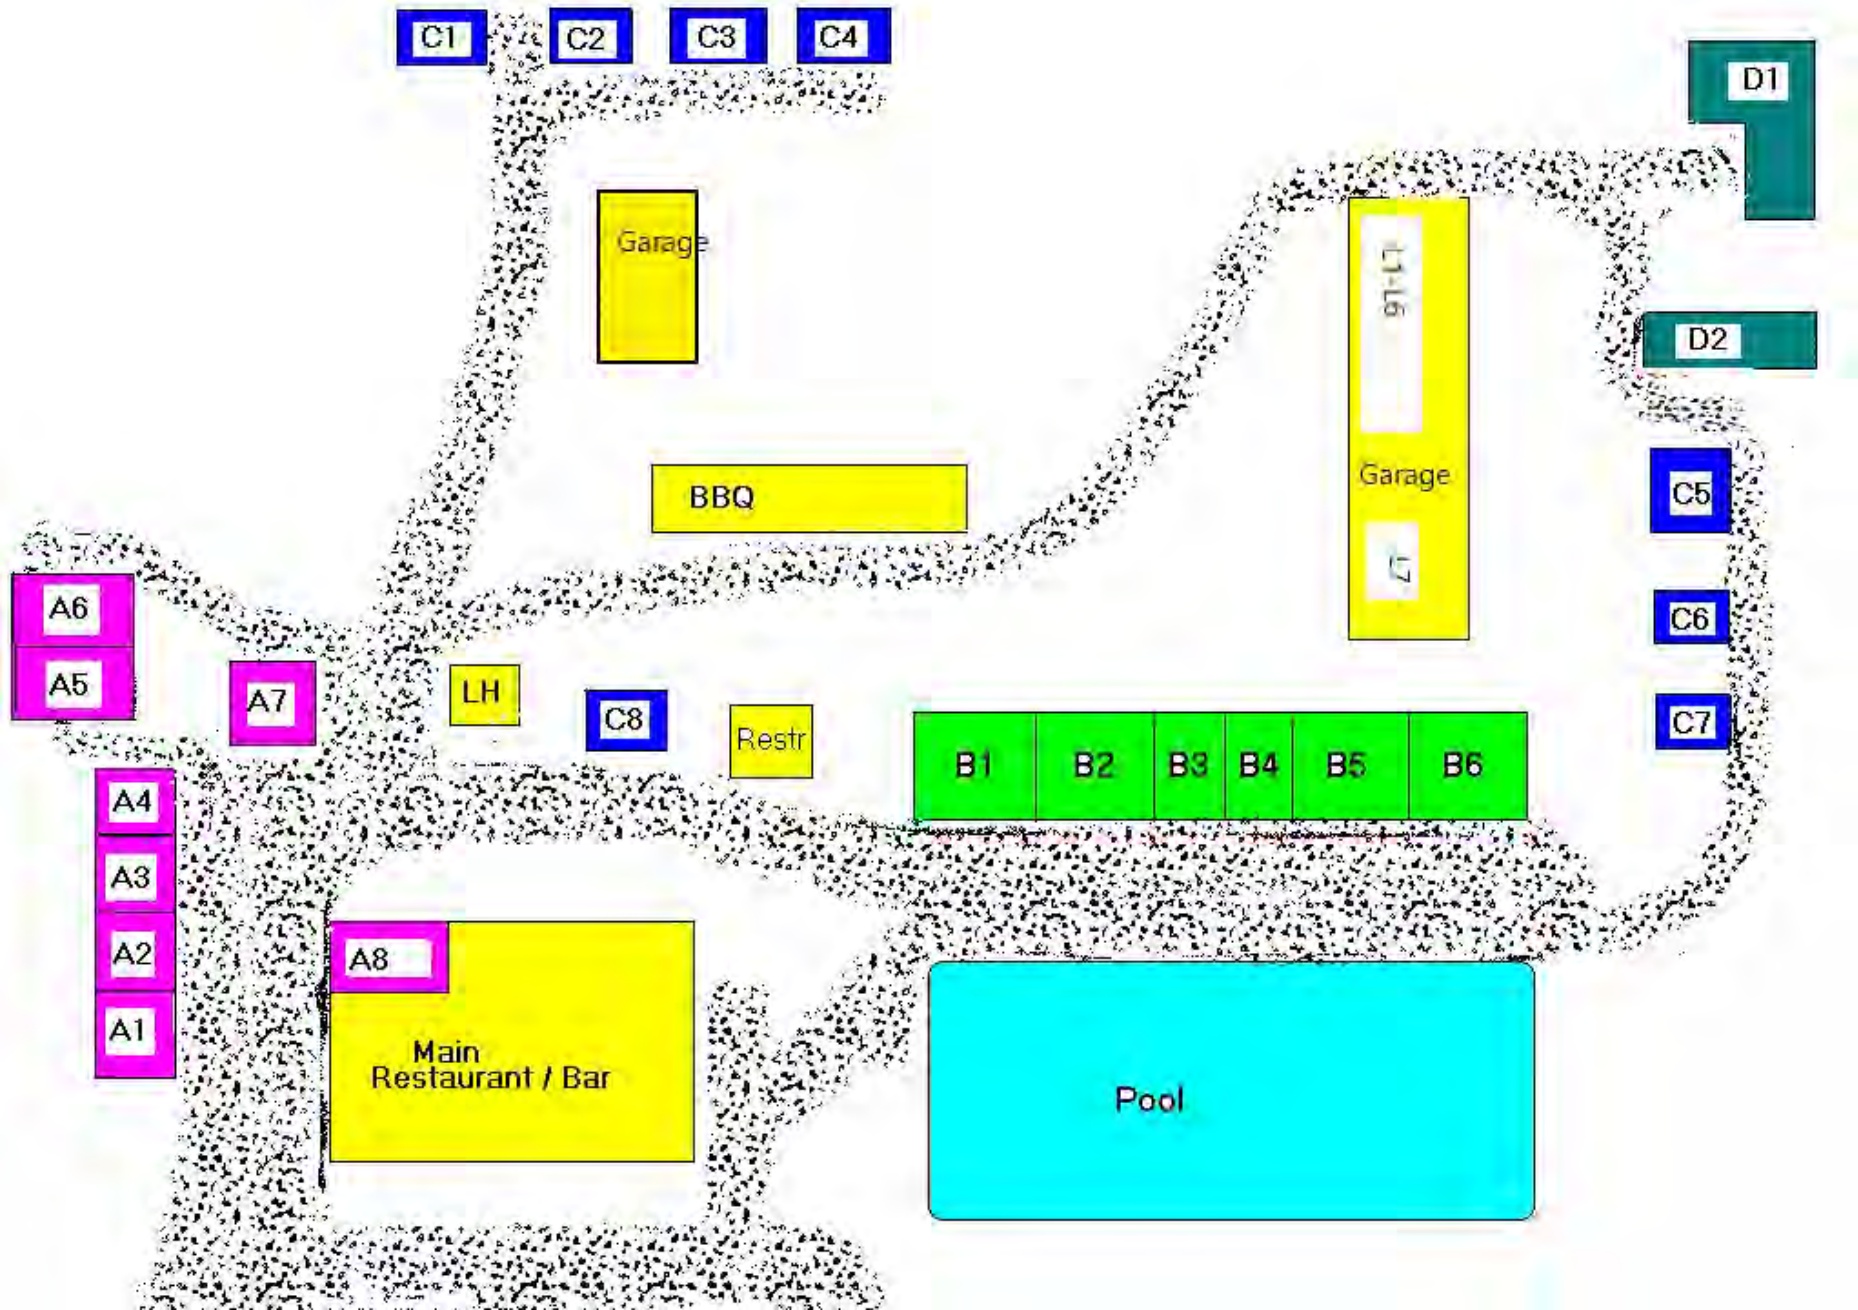 C1
C2
C3
C4
D1
Garage
L1-L6
D2
BBQ
Garage
C5
L7
A6
C6
A5
A7
LH
C8
Restr
C7
B1
B2
B3
B4
B5
B6
A4
A3
A2
A8
A1
Main
Restaurant / Bar
Pool